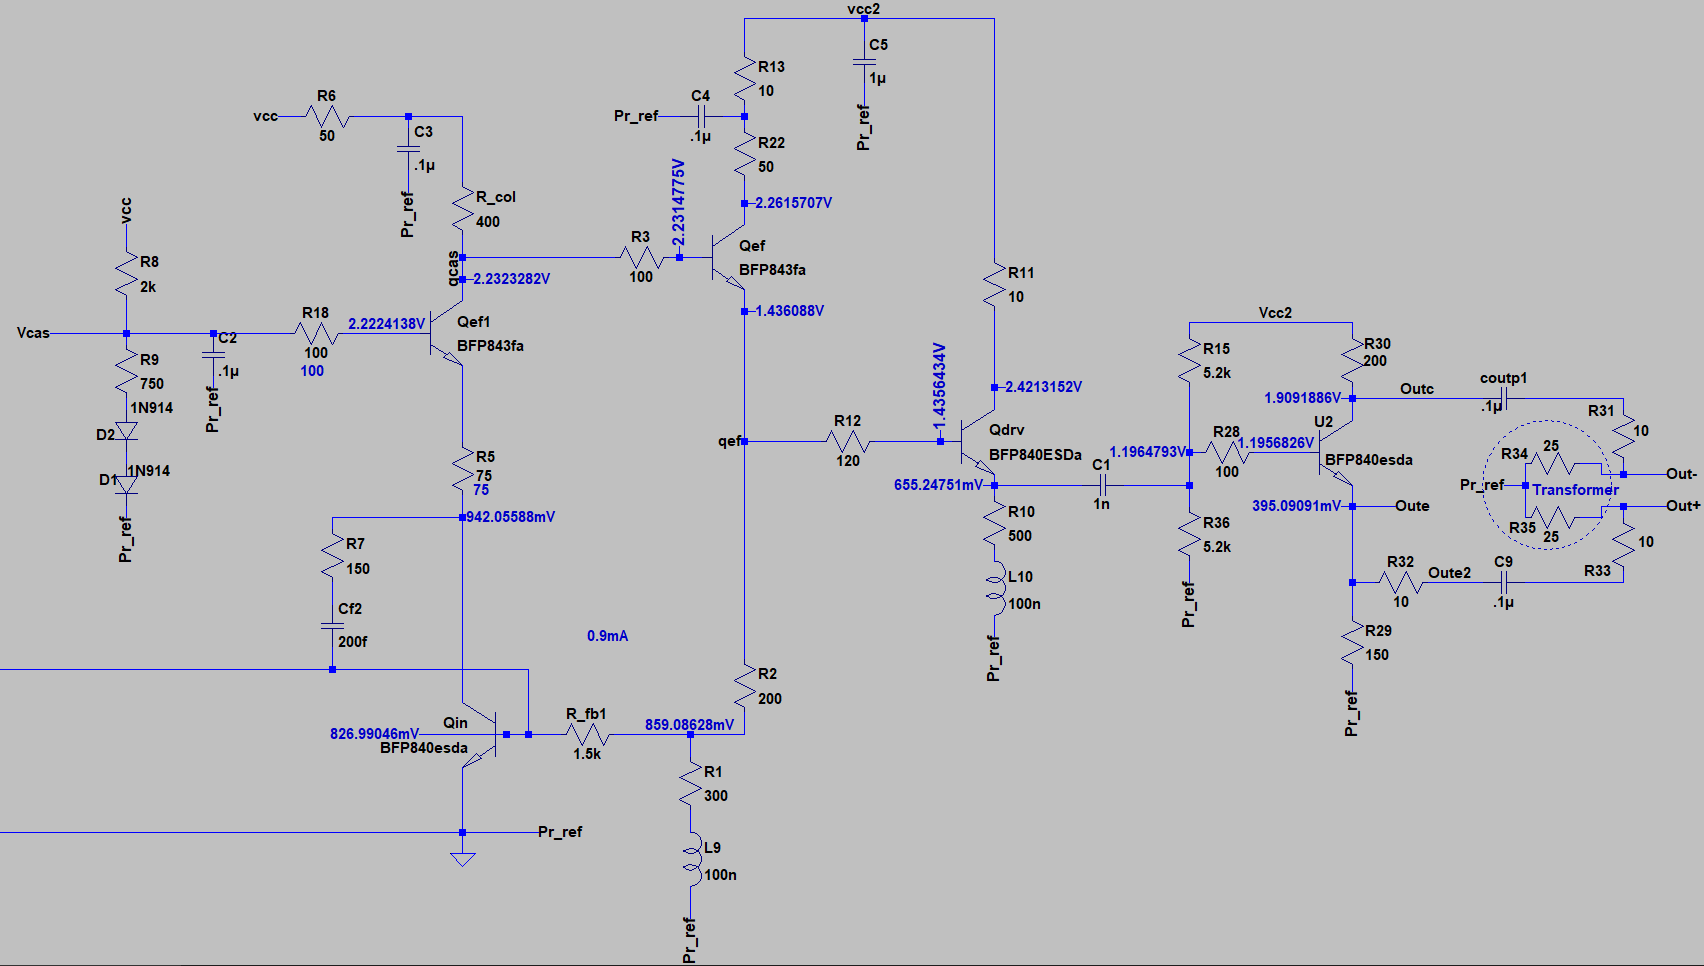 vcc2
C5
1µ
Pr_ref
R13
10
C4
Pr_ref
.1µ
R22
50
R6
vcc
50
C3
.1µ
Pr_ref
R_col
400
2.2314775V
2.2615707V
vcc
R8
2k
qcas
2.2323282V
R3
100
Qef
BFP843fa
1.436088V
R11
10
Vcas
R18
2.2224138V
100
100
Qef1
BFP843fa
C2
.1µ
Pr_ref
R9
750
1N914
D2
1N914
D1
Pr_ref
1.4356434V
2.4213152V
qef
R12
120
Qdrv
BFP840ESDa
655.24751mV
C1
1n
R10
500
L10
100n
Pr_ref
Vcc2
R15
5.2k
R30
200
1.9091886V
Outc
coutp1
.1µ
R31
10
U2
R28
1.1956826V
1.1964793V
100
BFP840esda
R34
25
Pr_ref
Transformer
R35
25
Out-
Out+
395.09091mV
Oute
R36
5.2k
Pr_ref
R32
10
Oute2
C9
.1µ
R33
10
R29
150
Pr_ref
R5
75
75
942.05588mV
R7
150
Cf2
200f
0.9mA
R2
200
Qin
826.99046mV
BFP840esda
R_fb1
1.5k
859.08628mV
R1
300
Pr_ref
L9
100n
Pr_ref